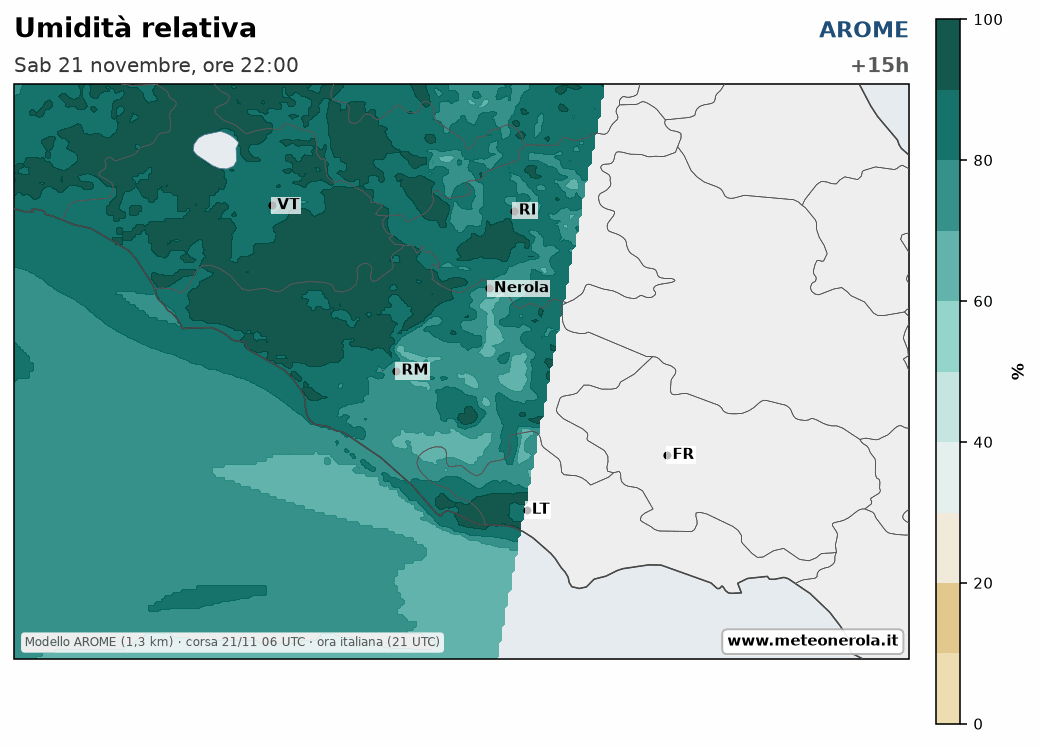 Umidità relativa
AROME
Sab 21 novembre, ore 22:00
+15h
100
80
60
40
20
0
%
VT
RI
Nerola
RM
FR
LT
Modello AROME (1,3 km) · corsa 21/11 06 UTC · ora italiana (21 UTC)
www.meteonerola.it